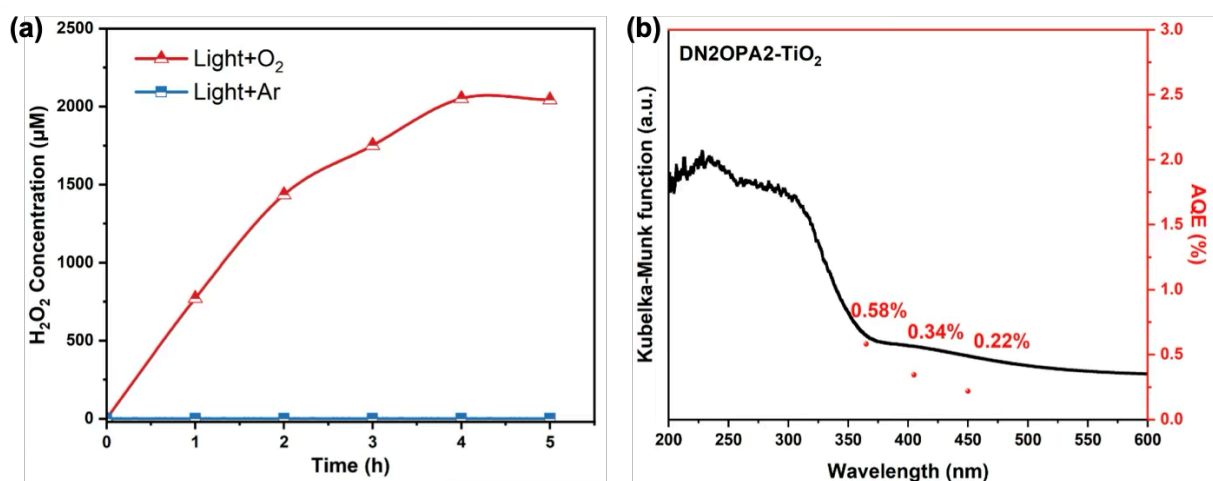 (a)
H₂O₂ Concentration (μM)
2500
2000
1500
1000
500
0
Light+O₂
Light+Ar
0 1 2 3 4 5
Time (h)
(b)
DN2OPA2-TiO₂
Kubelka-Munk function (a.u.)
0.58%
0.34%
0.22%
3.0
2.5
2.0
1.5
1.0
0.5
0.0
AQE (%)
200 250 300 350 400 450 500 550 600
Wavelength (nm)